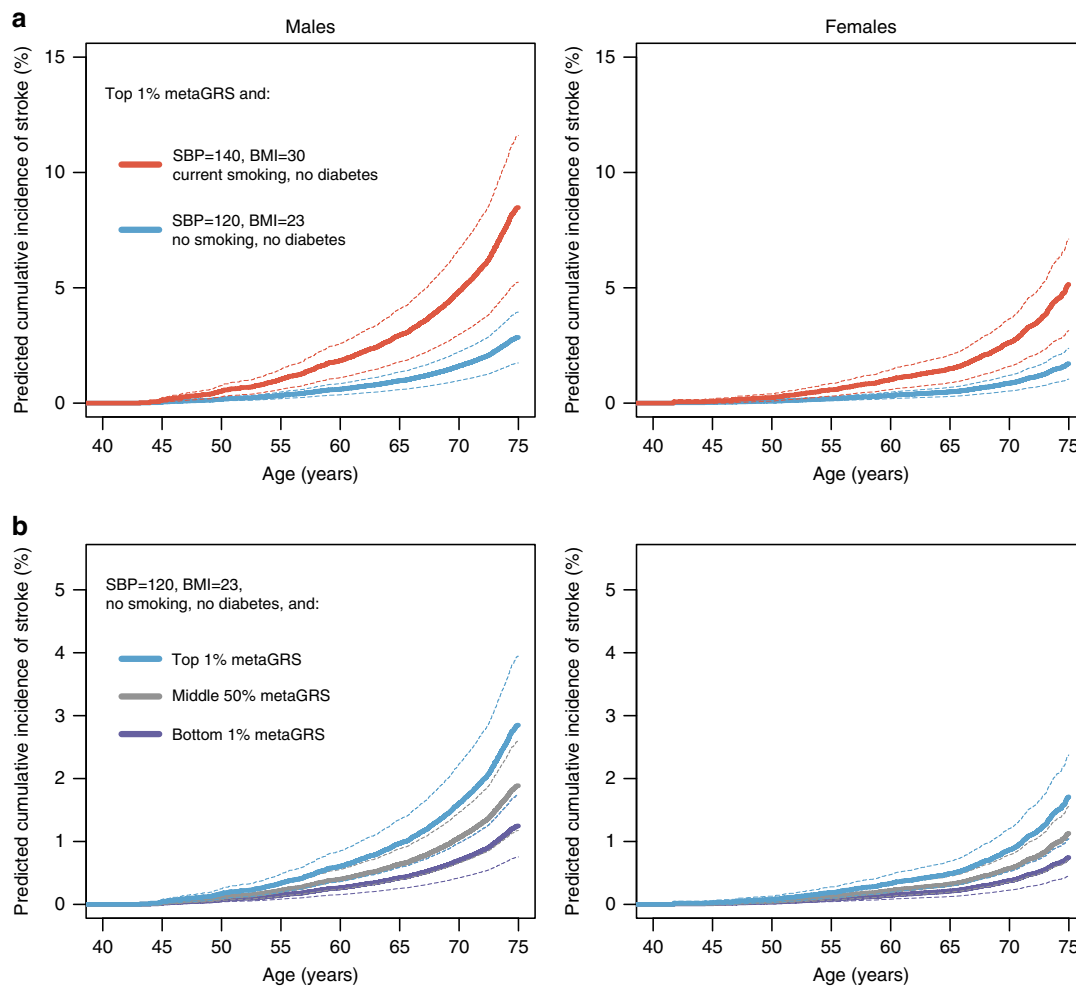 a
Males
Females
Predicted cumulative incidence of stroke (%)
15
10
5
0
Top 1% metaGRS and:
SBP=140, BMI=30
current smoking, no diabetes
SBP=120, BMI=23
no smoking, no diabetes
40 45 50 55 60 65 70 75
Age (years)
Predicted cumulative incidence of stroke (%)
15
10
5
0
40 45 50 55 60 65 70 75
Age (years)
b
Predicted cumulative incidence of stroke (%)
5
4
3
2
1
0
SBP=120, BMI=23,
no smoking, no diabetes, and:
Top 1% metaGRS
Middle 50% metaGRS
Bottom 1% metaGRS
40 45 50 55 60 65 70 75
Age (years)
Predicted cumulative incidence of stroke (%)
5
4
3
2
1
0
40 45 50 55 60 65 70 75
Age (years)